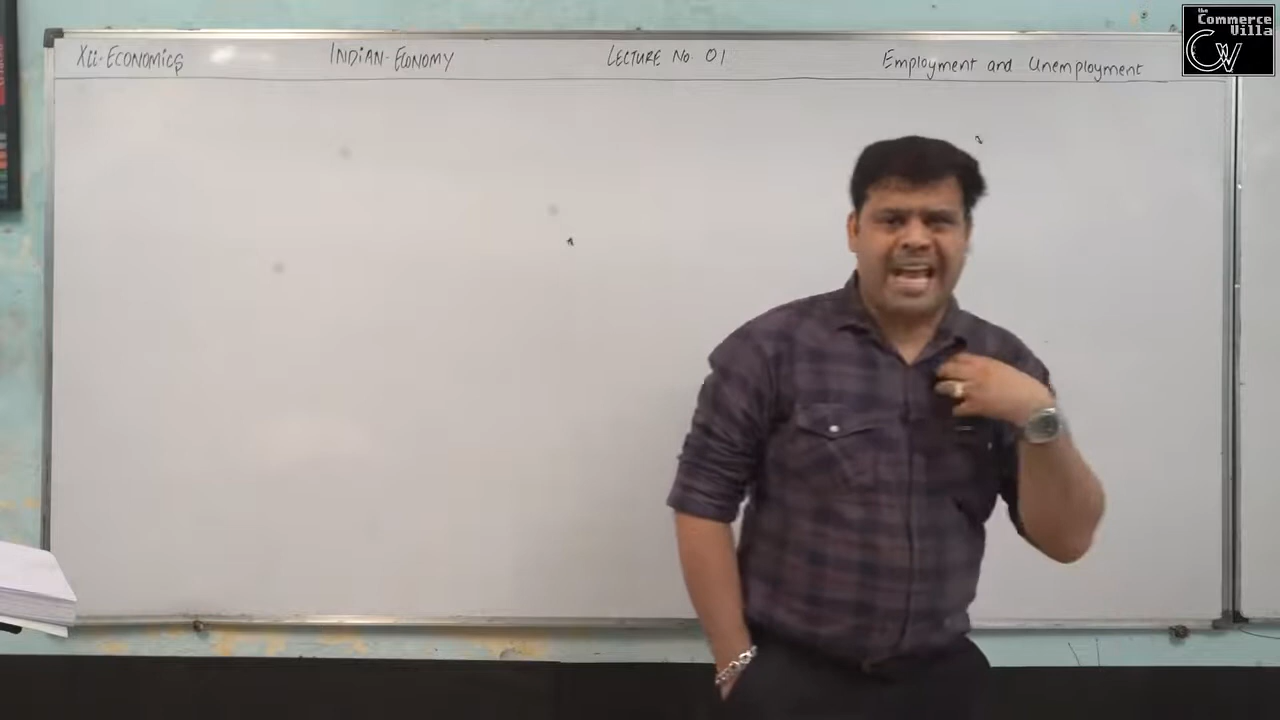 Xii-ECONOMICS INDIAN-ECONOMY LECTURE NO 01 Employment and Unemployment
the
Commerce
Villa
CV